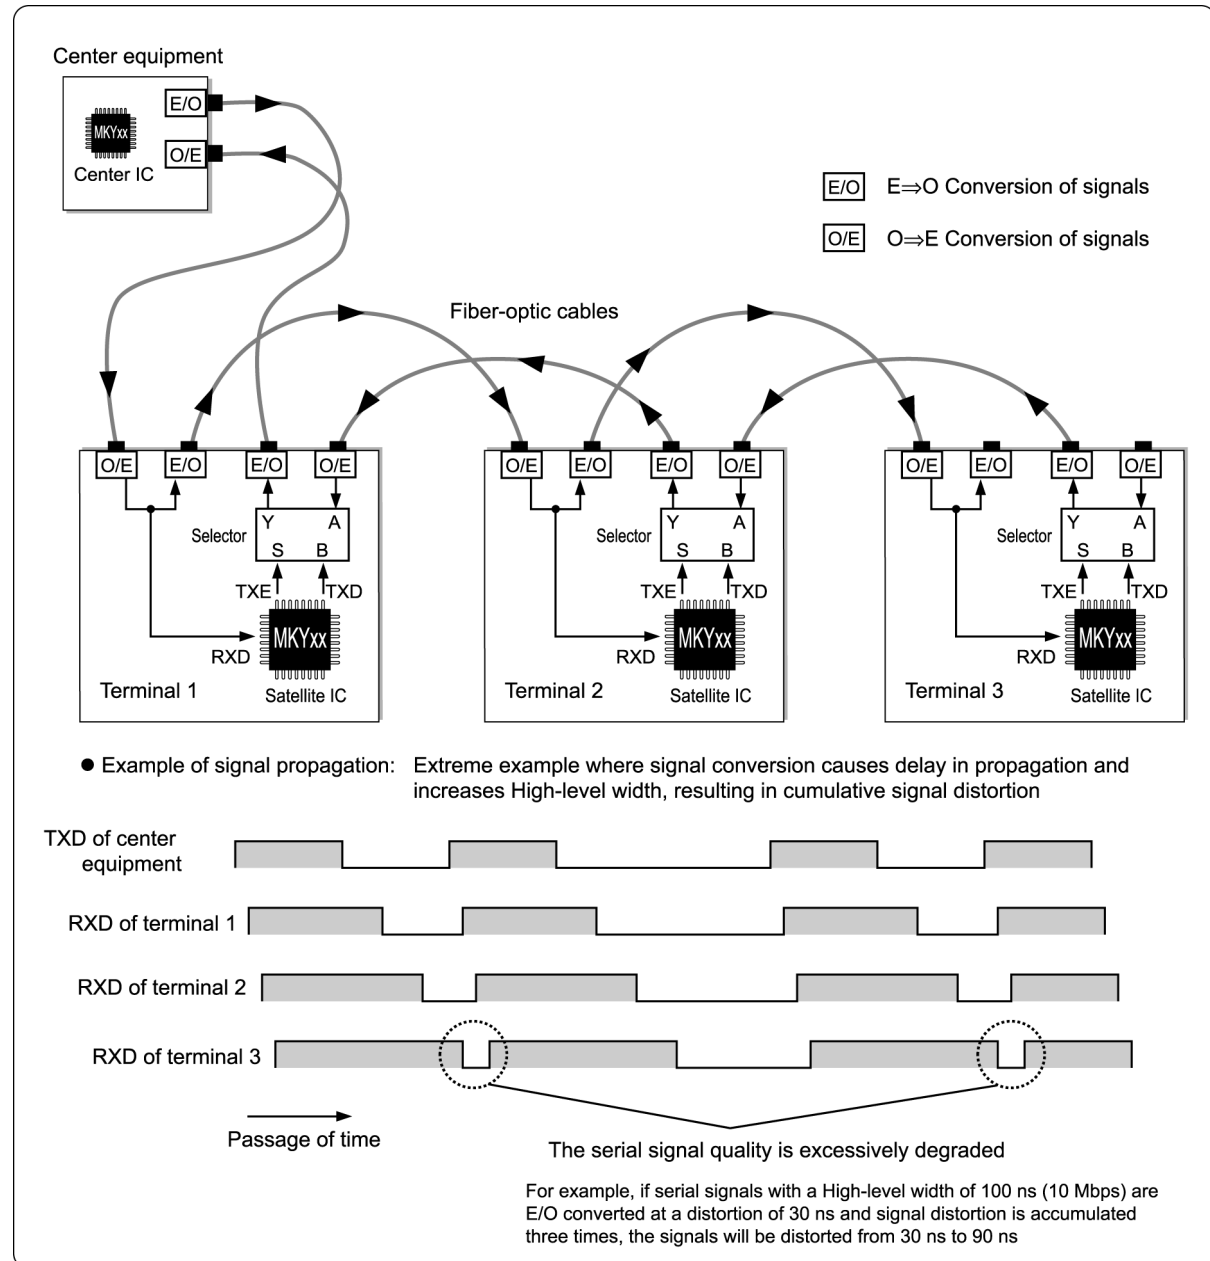 Center equipment
E/O
MKYxx
O/E
Center IC
E/O E⇒O Conversion of signals
O/E O⇒E Conversion of signals
Fiber-optic cables
O/E E/O E/O O/E
Y A
Selector
S B
TXE TXD
MKYxx
RXD
Terminal 1
Satellite IC
O/E E/O E/O O/E
Y A
Selector
S B
TXE TXD
MKYxx
RXD
Terminal 2
Satellite IC
O/E E/O E/O O/E
Y A
Selector
S B
TXE TXD
MKYxx
RXD
Terminal 3
Satellite IC
● Example of signal propagation: Extreme example where signal conversion causes delay in propagation and
increases High-level width, resulting in cumulative signal distortion
TXD of center
equipment
RXD of terminal 1
RXD of terminal 2
RXD of terminal 3
Passage of time
The serial signal quality is excessively degraded
For example, if serial signals with a High-level width of 100 ns (10 Mbps) are
E/O converted at a distortion of 30 ns and signal distortion is accumulated
three times, the signals will be distorted from 30 ns to 90 ns